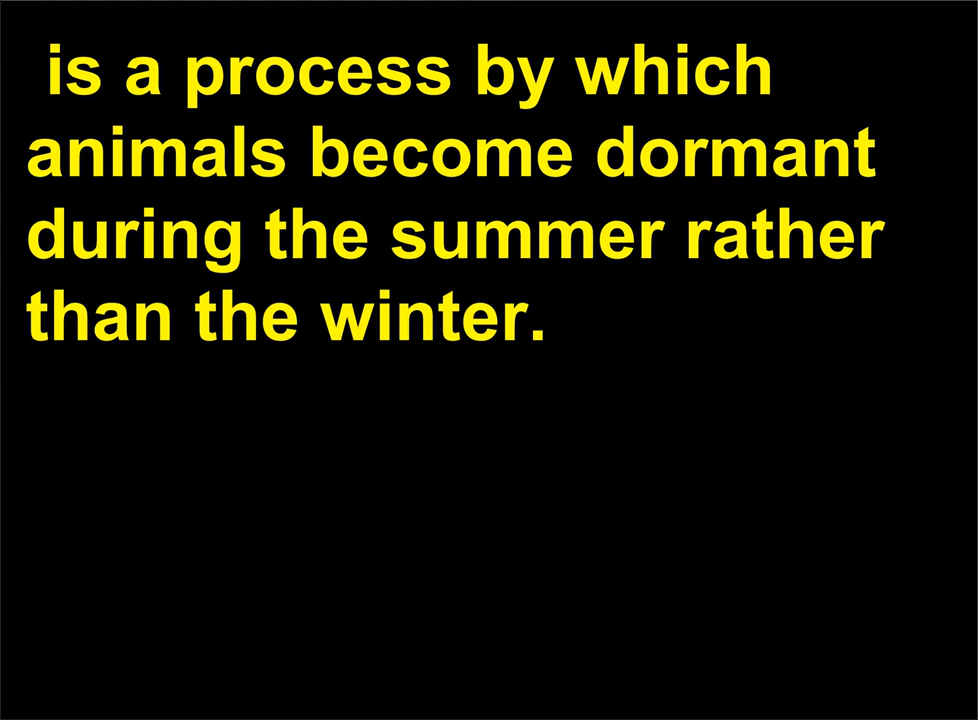 is a process by which
animals become dormant
during the summer rather
than the winter.